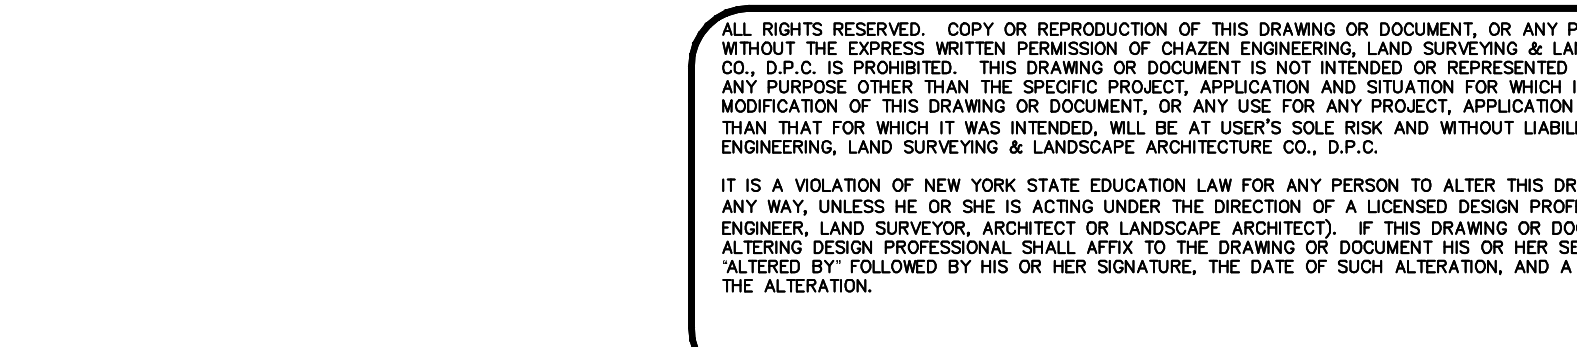 ALL RIGHTS RESERVED. COPY OR REPRODUCTION OF THIS DRAWING OR DOCUMENT, OR ANY
WITHOUT THE EXPRESS WRITTEN PERMISSION OF CHAZEN ENGINEERING, LAND SURVEYING &
CO., D.P.C. IS PROHIBITED. THIS DRAWING OR DOCUMENT IS NOT INTENDED OR REPRESENTED
ANY PURPOSE OTHER THAN THE SPECIFIC PROJECT, APPLICATION AND SITUATION FOR WHICH
MODIFICATION OF THIS DRAWING OR DOCUMENT, OR ANY USE FOR ANY PROJECT, APPLICATION
THAN THAT FOR WHICH IT WAS INTENDED, WILL BE AT USER'S SOLE RISK AND WITHOUT
ENGINEERING, LAND SURVEYING & LANDSCAPE ARCHITECTURE CO., D.P.C.
IT IS A VIOLATION OF NEW YORK STATE EDUCATION LAW FOR ANY PERSON TO ALTER THIS
ANY WAY, UNLESS HE OR SHE IS ACTING UNDER THE DIRECTION OF A LICENSED DESIGN
ENGINEER, LAND SURVEYOR, ARCHITECT OR LANDSCAPE ARCHITECT). IF THIS DRAWING OR
ALTERING DESIGN PROFESSIONAL SHALL AFFIX TO THE DRAWING OR DOCUMENT HIS OR HER
"ALTERED BY" FOLLOWED BY HIS OR HER SIGNATURE, THE DATE OF SUCH ALTERATION, AND A
THE ALTERATION.